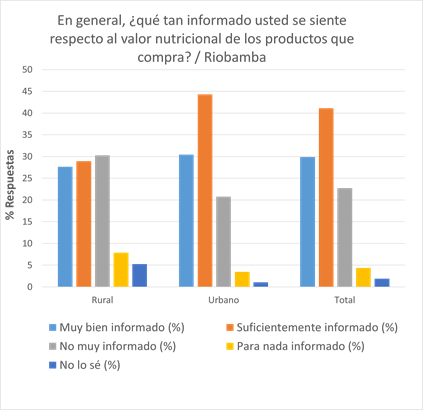 En general, ¿qué tan informado usted se siente
respecto al valor nutricional de los productos que
compra? / Riobamba
50
45
40
35
30
25
20
15
10
5
0
% Respuestas
Rural
Urbano
Total
Muy bien informado (%)
Suficientemente informado (%)
No muy informado (%)
Para nada informado (%)
No lo sé (%)